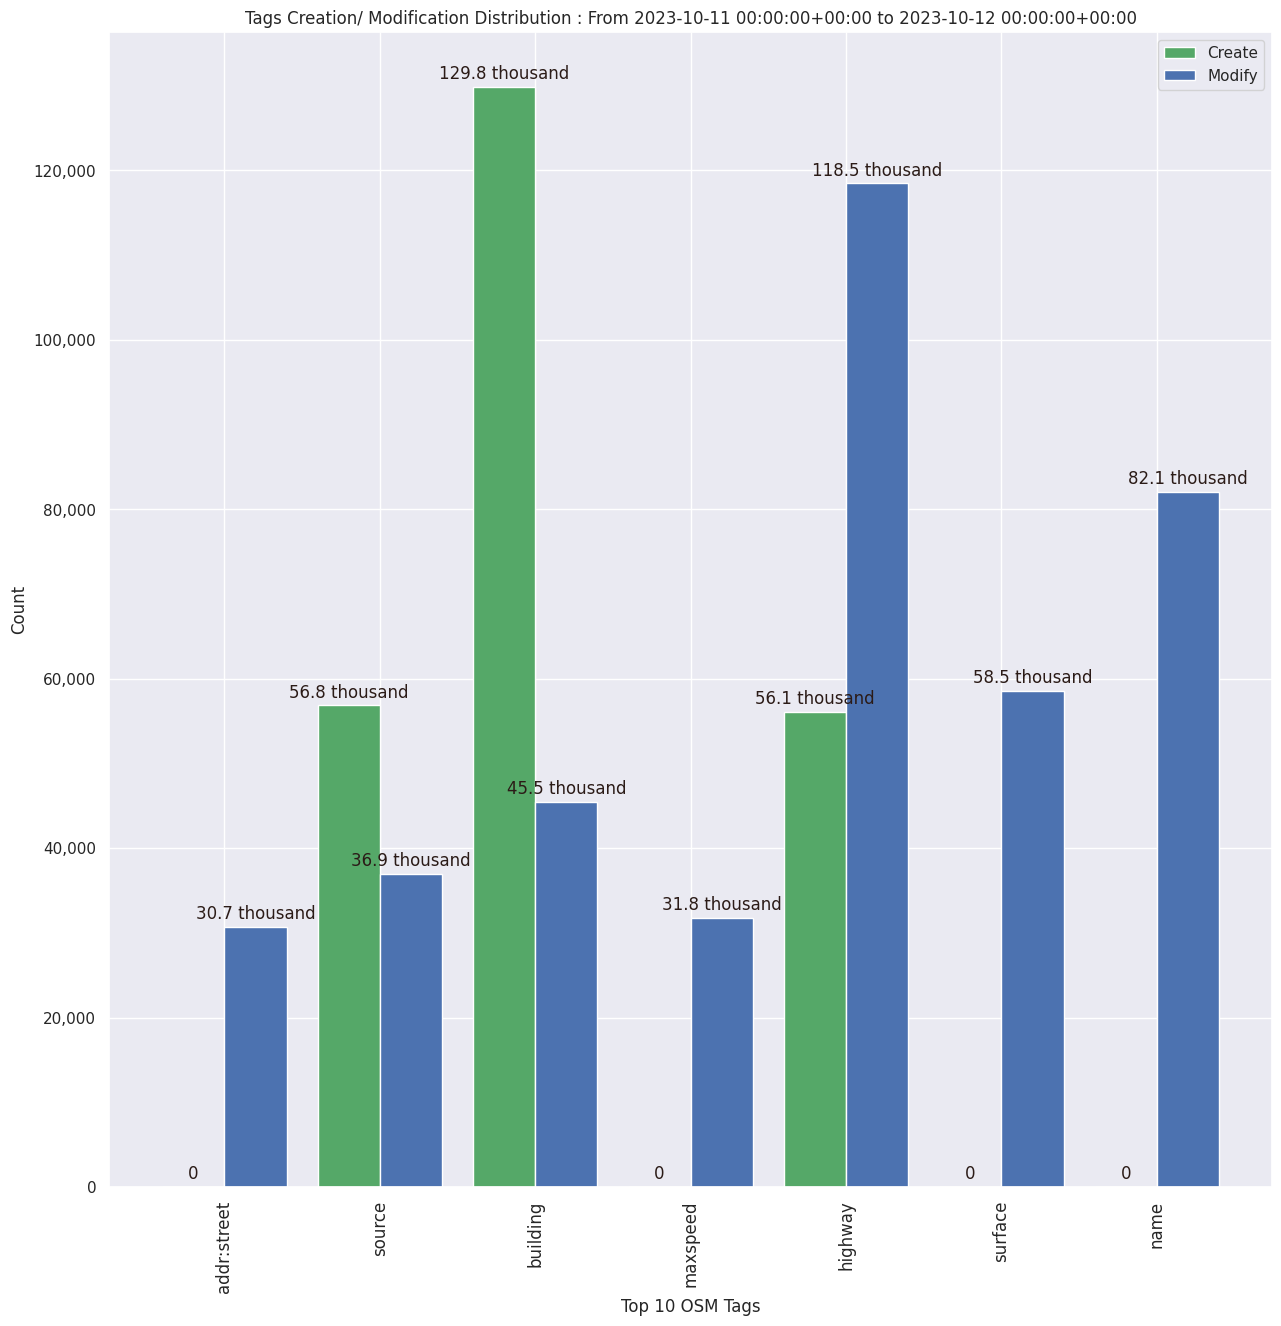 Tags Creation/ Modification Distribution : From 2023-10-11 00:00:00+00:00 to 2023-10-12 00:00:00+00:00
Create
Modify
129.8 thousand
118.5 thousand
82.1 thousand
58.5 thousand
56.8 thousand
56.1 thousand
45.5 thousand
36.9 thousand
31.8 thousand
30.7 thousand
0
0
0
0
120,000
100,000
80,000
60,000
40,000
20,000
0
Count
addr:street
source
building
maxspeed
highway
surface
name
Top 10 OSM Tags